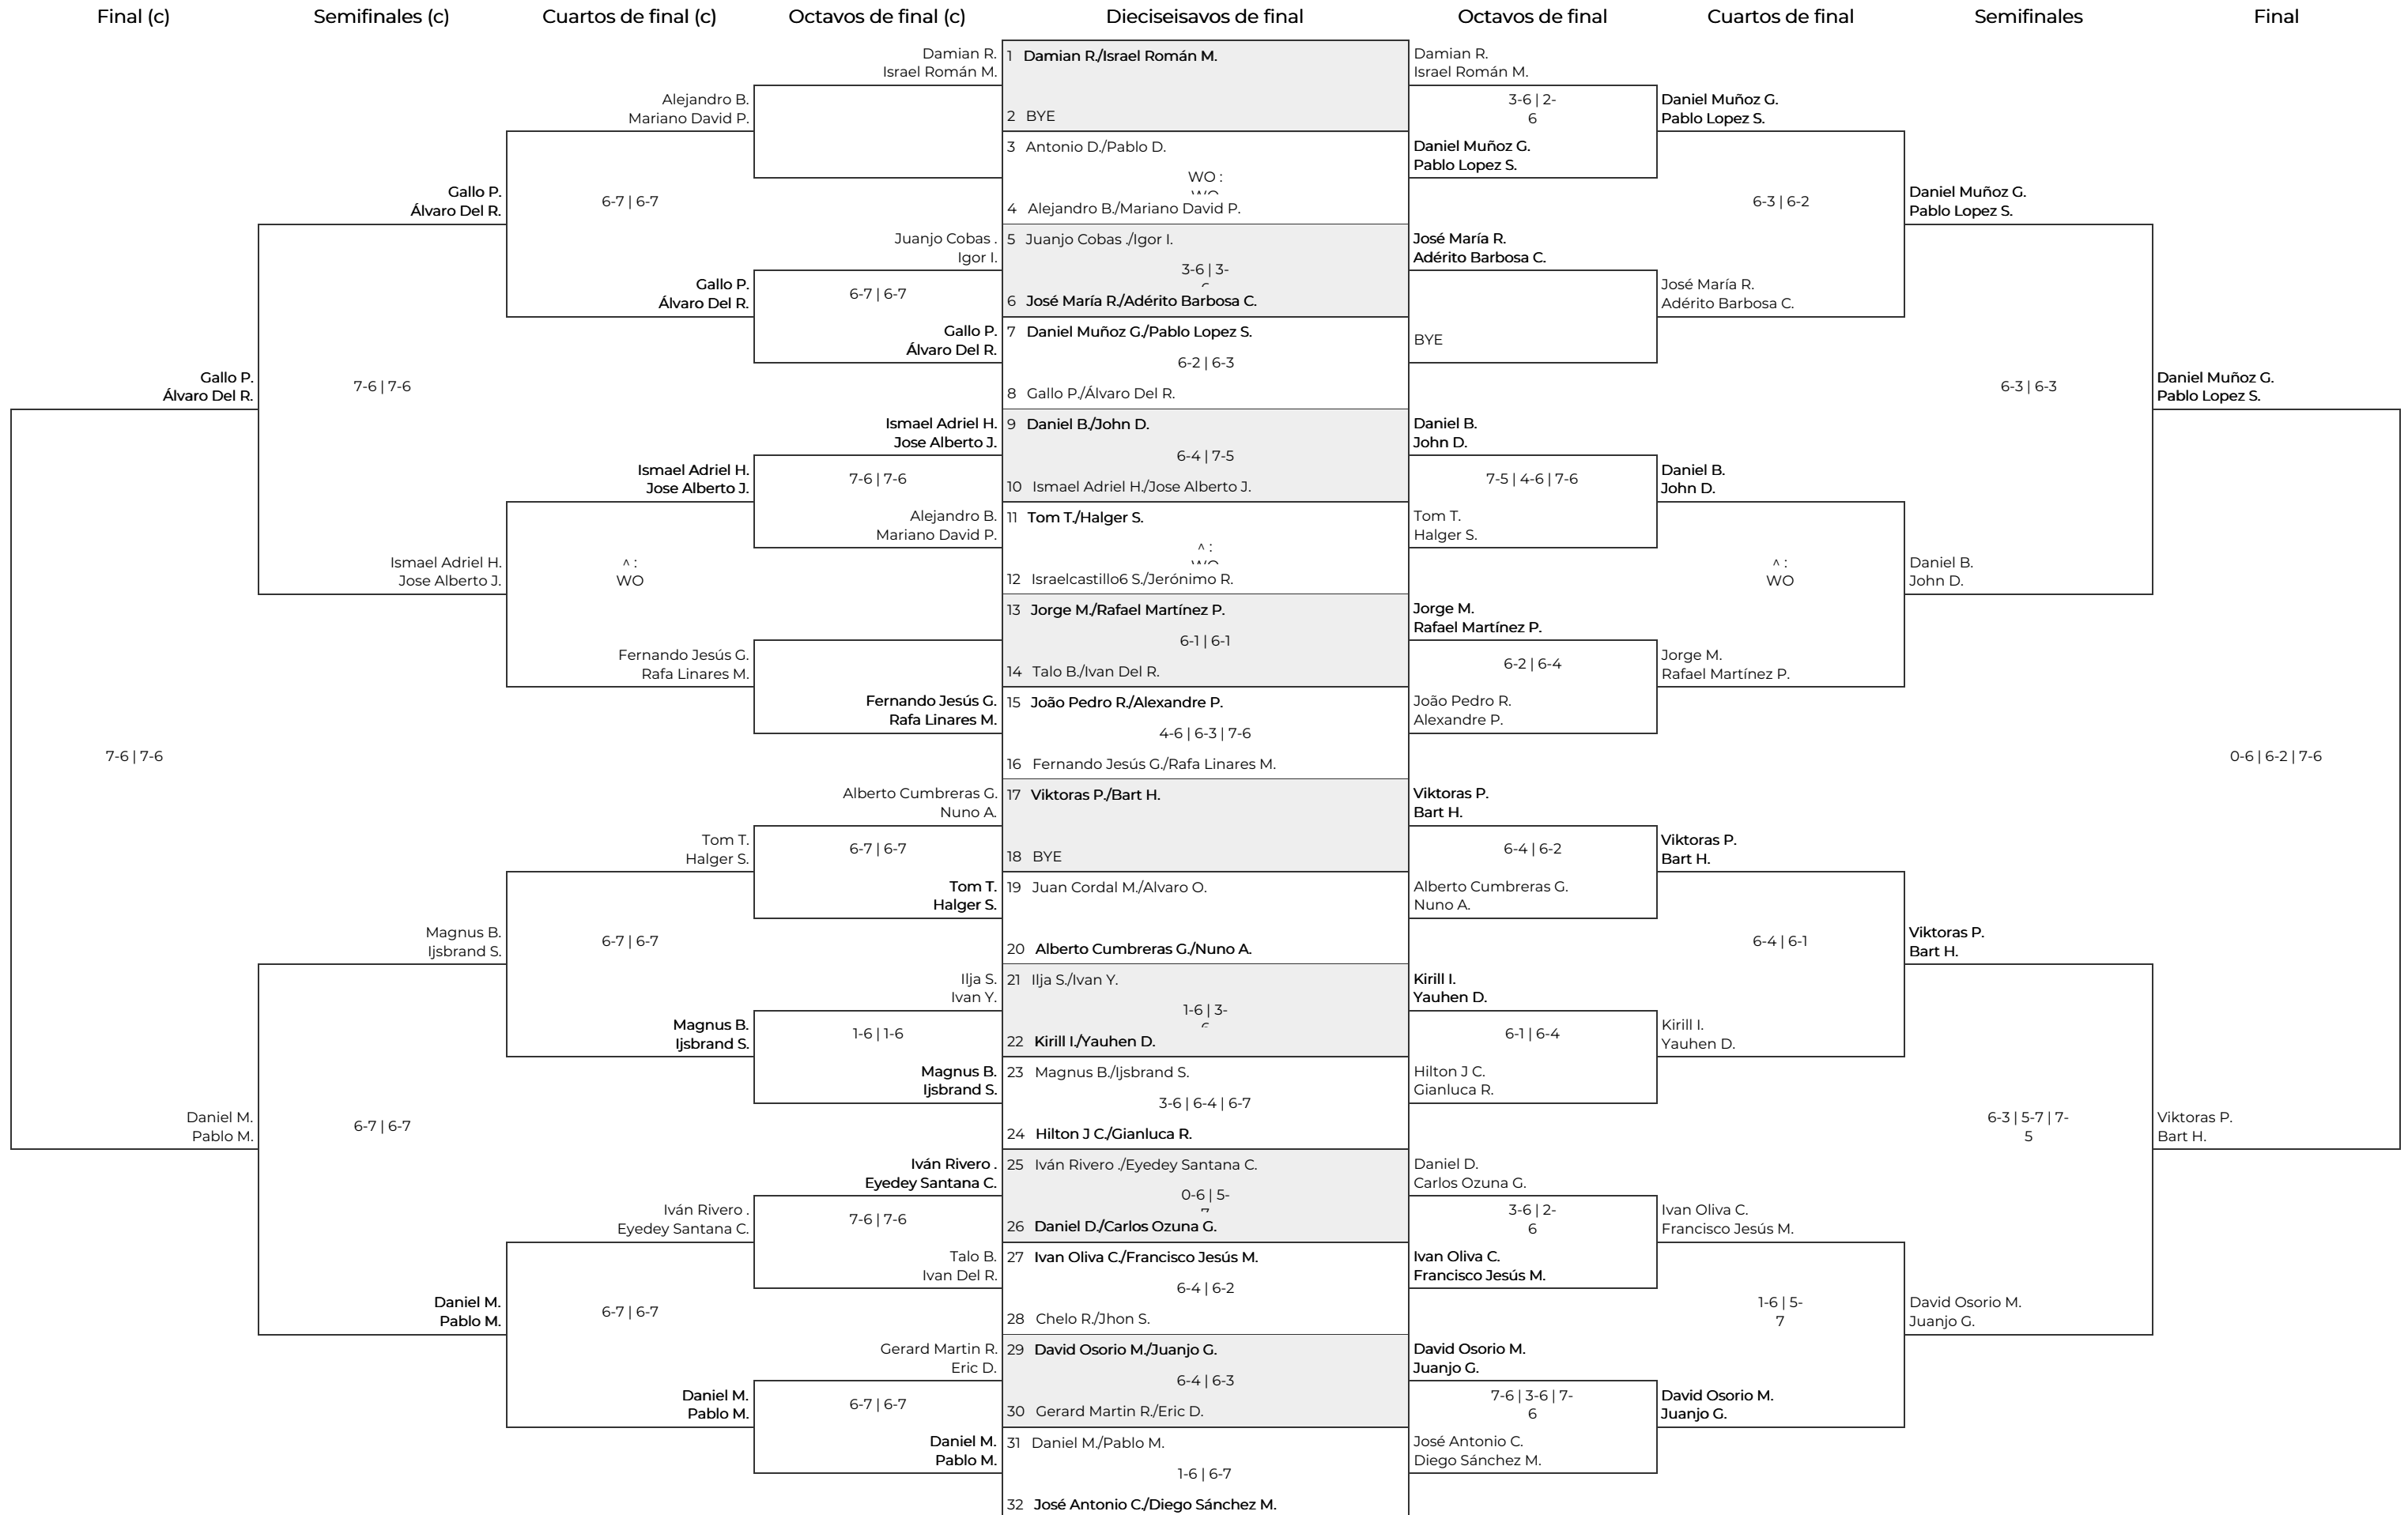 Final (c)
Semifinales (c)
Cuartos de final (c)
Octavos de final (c)
Dieciseisavos de final
Octavos de final
Cuartos de final
Semifinales
Final
Gallo P.
Álvaro Del R.
7-6 | 7-6
Daniel M.
Pablo M.
Gallo P.
Álvaro Del R.
7-6 | 7-6
Ismael Adriel H.
Jose Alberto J.
Magnus B.
Ijsbrand S.
6-7 | 6-7
Daniel M.
Pablo M.
Alejandro B.
Mariano David P.
6-7 | 6-7
Gallo P.
Álvaro Del R.
Ismael Adriel H.
Jose Alberto J.
^ :
WO
Fernando Jesús G.
Rafa Linares M.
Tom T.
Halger S.
6-7 | 6-7
Magnus B.
Ijsbrand S.
Iván Rivero .
Eyedey Santana C.
6-7 | 6-7
Daniel M.
Pablo M.
Damian R.
Israel Román M.
Juanjo Cobas .
Igor I.
6-7 | 6-7
Gallo P.
Álvaro Del R.
Ismael Adriel H.
Jose Alberto J.
7-6 | 7-6
Alejandro B.
Mariano David P.
Fernando Jesús G.
Rafa Linares M.
Alberto Cumbreras G.
Nuno A.
6-7 | 6-7
Tom T.
Halger S.
Ilja S.
Ivan Y.
1-6 | 1-6
Magnus B.
Ijsbrand S.
Iván Rivero .
Eyedey Santana C.
7-6 | 7-6
Talo B.
Ivan Del R.
Gerard Martin R.
Eric D.
6-7 | 6-7
Daniel M.
Pablo M.
1 Damian R./Israel Román M.
2 BYE
3 Antonio D./Pablo D.
WO :
4 Alejandro B./Mariano David P.
5 Juanjo Cobas ./Igor I.
3-6 | 3-
6 José María R./Adérito Barbosa C.
7 Daniel Muñoz G./Pablo Lopez S.
6-2 | 6-3
8 Gallo P./Álvaro Del R.
9 Daniel B./John D.
6-4 | 7-5
10 Ismael Adriel H./Jose Alberto J.
11 Tom T./Halger S.
^ :
12 Israelcastillo6 S./Jerónimo R.
13 Jorge M./Rafael Martínez P.
6-1 | 6-1
14 Talo B./Ivan Del R.
15 João Pedro R./Alexandre P.
4-6 | 6-3 | 7-6
16 Fernando Jesús G./Rafa Linares M.
17 Viktoras P./Bart H.
18 BYE
19 Juan Cordal M./Alvaro O.
20 Alberto Cumbreras G./Nuno A.
21 Ilja S./Ivan Y.
1-6 | 3-
22 Kirill I./Yauhen D.
23 Magnus B./Ijsbrand S.
3-6 | 6-4 | 6-7
24 Hilton J C./Gianluca R.
25 Iván Rivero ./Eyedey Santana C.
0-6 | 5-
26 Daniel D./Carlos Ozuna G.
27 Ivan Oliva C./Francisco Jesús M.
6-4 | 6-2
28 Chelo R./Jhon S.
29 David Osorio M./Juanjo G.
6-4 | 6-3
30 Gerard Martin R./Eric D.
31 Daniel M./Pablo M.
1-6 | 6-7
32 José Antonio C./Diego Sánchez M.
Damian R.
Israel Román M.
3-6 | 2-
6
Daniel Muñoz G.
Pablo Lopez S.
José María R.
Adérito Barbosa C.
BYE
Daniel B.
John D.
7-5 | 4-6 | 7-6
Tom T.
Halger S.
Jorge M.
Rafael Martínez P.
6-2 | 6-4
João Pedro R.
Alexandre P.
Viktoras P.
Bart H.
6-4 | 6-2
Alberto Cumbreras G.
Nuno A.
Kirill I.
Yauhen D.
6-1 | 6-4
Hilton J C.
Gianluca R.
Daniel D.
Carlos Ozuna G.
3-6 | 2-
6
Ivan Oliva C.
Francisco Jesús M.
David Osorio M.
Juanjo G.
7-6 | 3-6 | 7-
6
José Antonio C.
Diego Sánchez M.
Daniel Muñoz G.
Pablo Lopez S.
6-3 | 6-2
José María R.
Adérito Barbosa C.
Daniel B.
John D.
^ :
WO
Jorge M.
Rafael Martínez P.
Viktoras P.
Bart H.
6-4 | 6-1
Kirill I.
Yauhen D.
Ivan Oliva C.
Francisco Jesús M.
1-6 | 5-
7
David Osorio M.
Juanjo G.
Daniel Muñoz G.
Pablo Lopez S.
6-3 | 6-3
Daniel B.
John D.
Viktoras P.
Bart H.
6-3 | 5-7 | 7-
5
David Osorio M.
Juanjo G.
Daniel Muñoz G.
Pablo Lopez S.
0-6 | 6-2 | 7-6
Viktoras P.
Bart H.